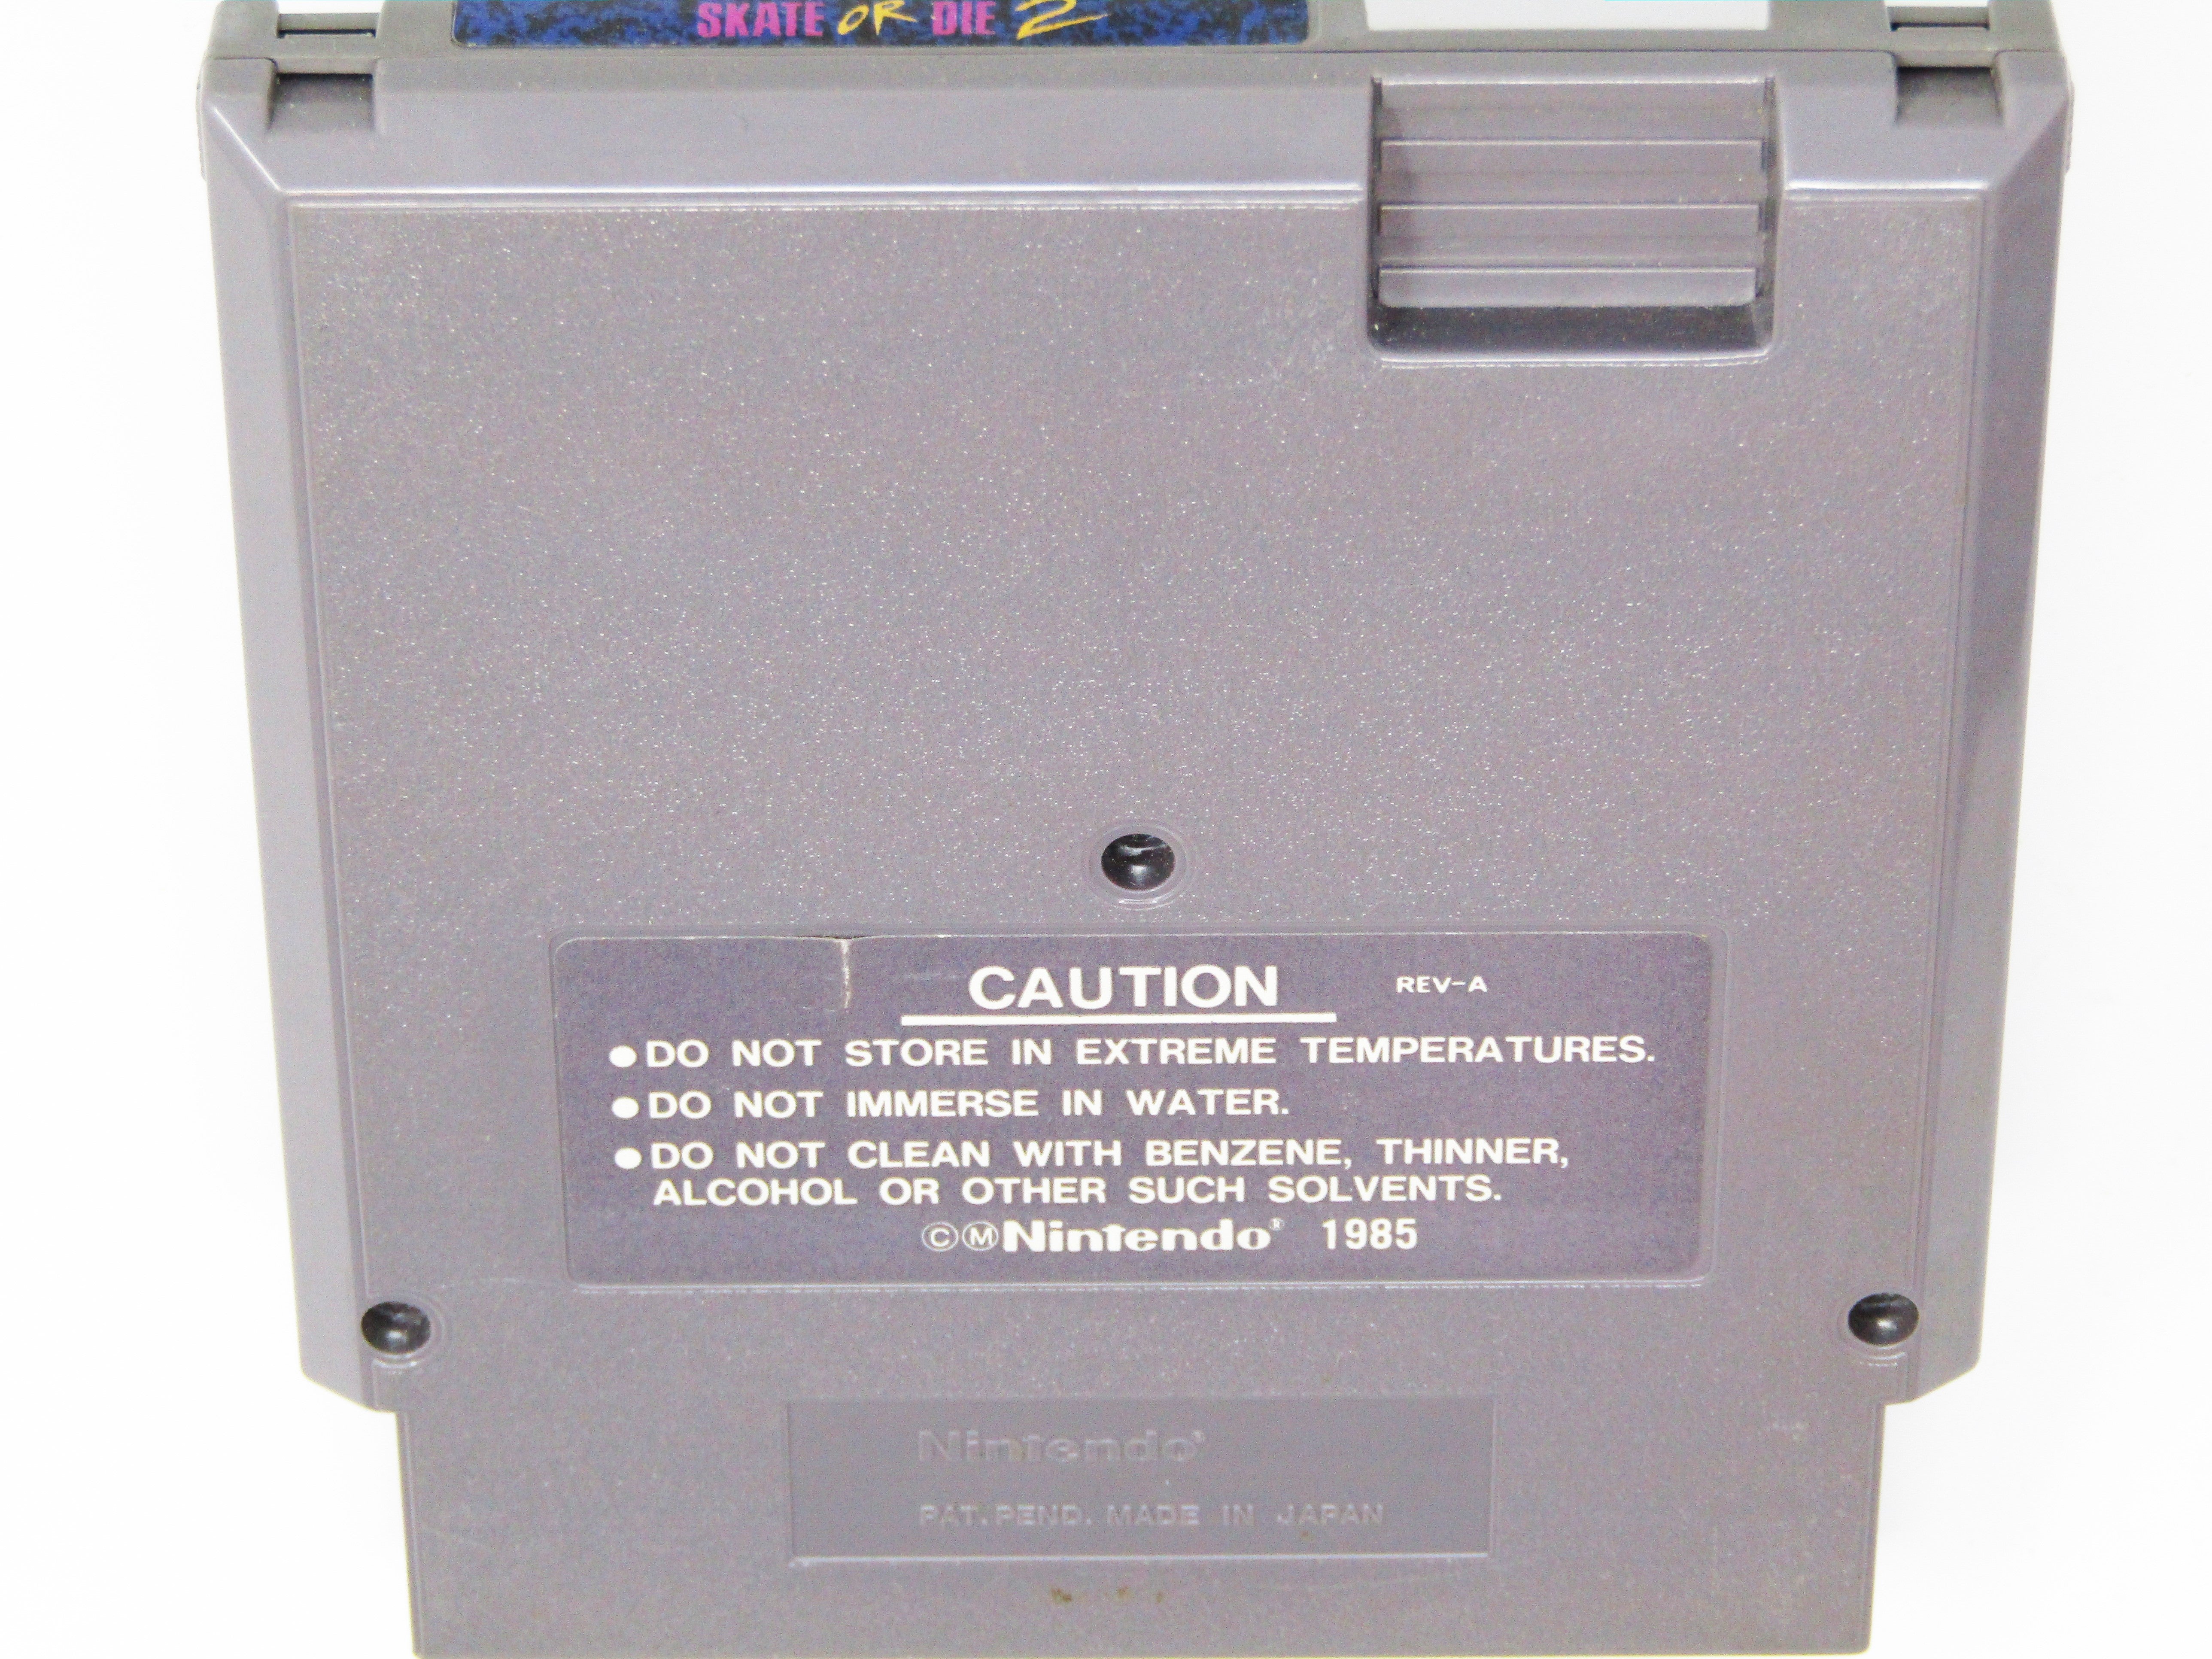 SKATE OR DIE 2
CAUTION REV-A
●DO NOT STORE IN EXTREME TEMPERATURES.
●DO NOT IMMERSE IN WATER.
●DO NOT CLEAN WITH BENZENE, THINNER,
ALCOHOL OR OTHER SUCH SOLVENTS.
©ⓂNintendo® 1985
Nintendo®
PAT. PEND. MADE IN JAPAN